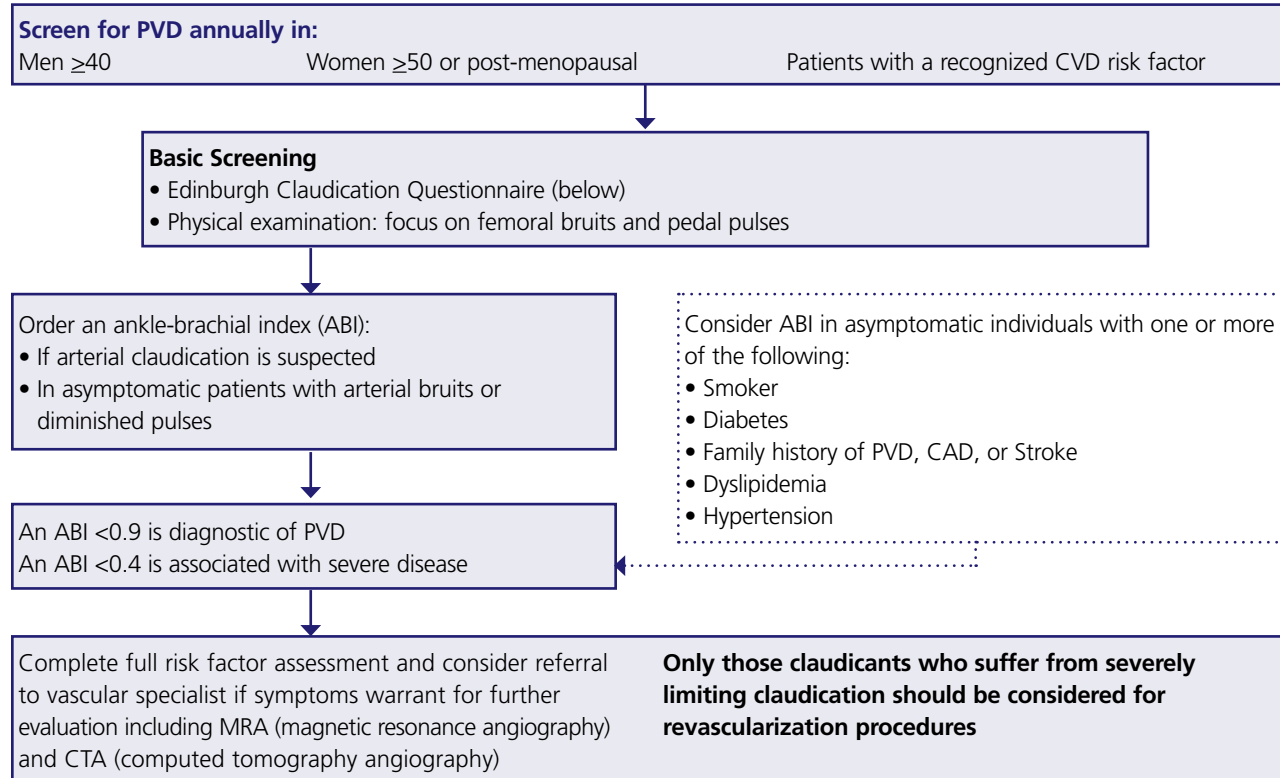 Screen for PVD annually in:
Men ≥40 Women ≥50 or post-menopausal Patients with a recognized CVD risk factor
Basic Screening
• Edinburgh Claudication Questionnaire (below)
• Physical examination: focus on femoral bruits and pedal pulses
Order an ankle-brachial index (ABI):
• If arterial claudication is suspected
• In asymptomatic patients with arterial bruits or
diminished pulses
Consider ABI in asymptomatic individuals with one or more
of the following:
• Smoker
• Diabetes
• Family history of PVD, CAD, or Stroke
• Dyslipidemia
• Hypertension
An ABI <0.9 is diagnostic of PVD
An ABI <0.4 is associated with severe disease
Complete full risk factor assessment and consider referral
to vascular specialist if symptoms warrant for further
evaluation including MRA (magnetic resonance angiography)
and CTA (computed tomography angiography)
Only those claudicants who suffer from severely
limiting claudication should be considered for
revascularization procedures